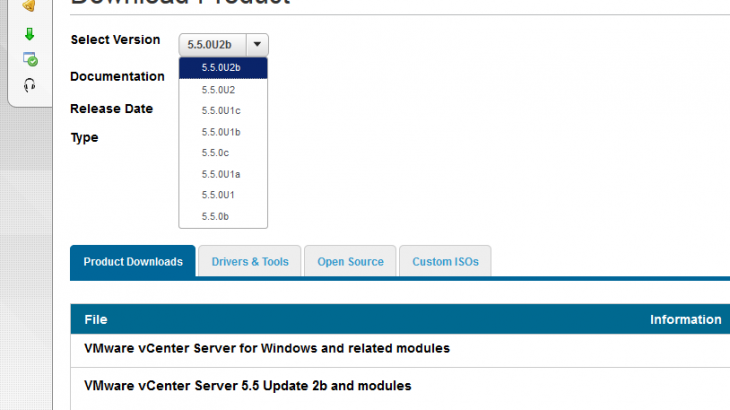 Download Product
Select Version
5.5.0U2b
5.5.0U2b
5.5.0U2
5.5.0U1c
5.5.0U1b
5.5.0c
5.5.0U1a
5.5.0U1
5.5.0b
Documentation
Release Date
Type
Product Downloads
Drivers & Tools
Open Source
Custom ISOs
File Information
VMware vCenter Server for Windows and related modules
VMware vCenter Server 5.5 Update 2b and modules